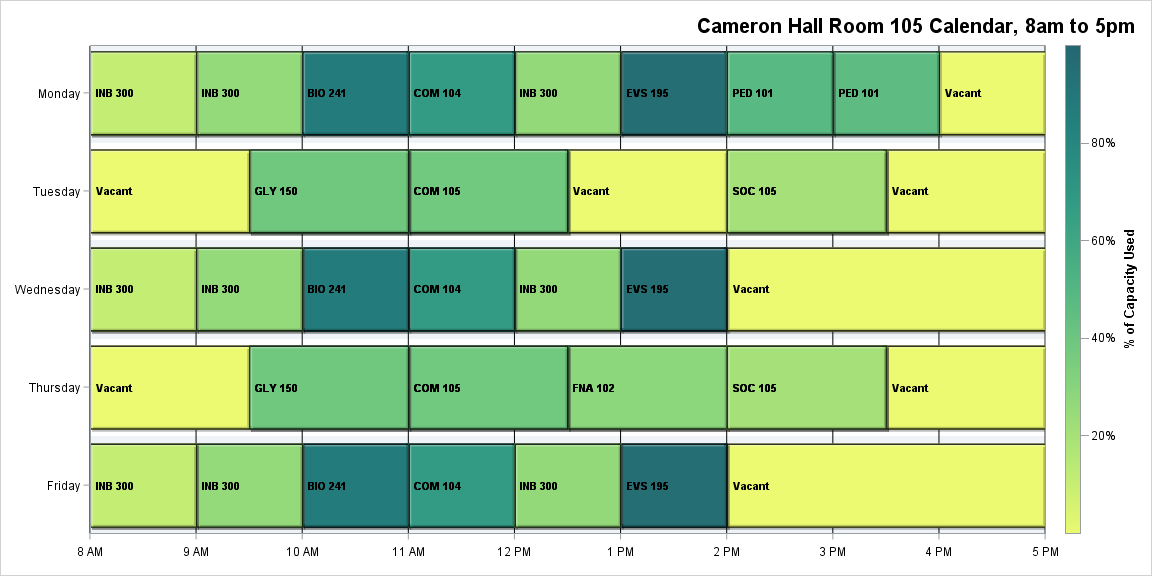 Cameron Hall Room 105 Calendar, 8am to 5pm
Monday
INB 300
INB 300
BIO 241
COM 104
INB 300
EVS 195
PED 101
PED 101
Vacant
Tuesday
Vacant
GLY 150
COM 105
Vacant
SOC 105
Vacant
Wednesday
INB 300
INB 300
BIO 241
COM 104
INB 300
EVS 195
Vacant
Thursday
Vacant
GLY 150
COM 105
FNA 102
SOC 105
Vacant
Friday
INB 300
INB 300
BIO 241
COM 104
INB 300
EVS 195
Vacant
8 AM
9 AM
10 AM
11 AM
12 PM
1 PM
2 PM
3 PM
4 PM
5 PM
80%
60%
40%
20%
% of Capacity Used